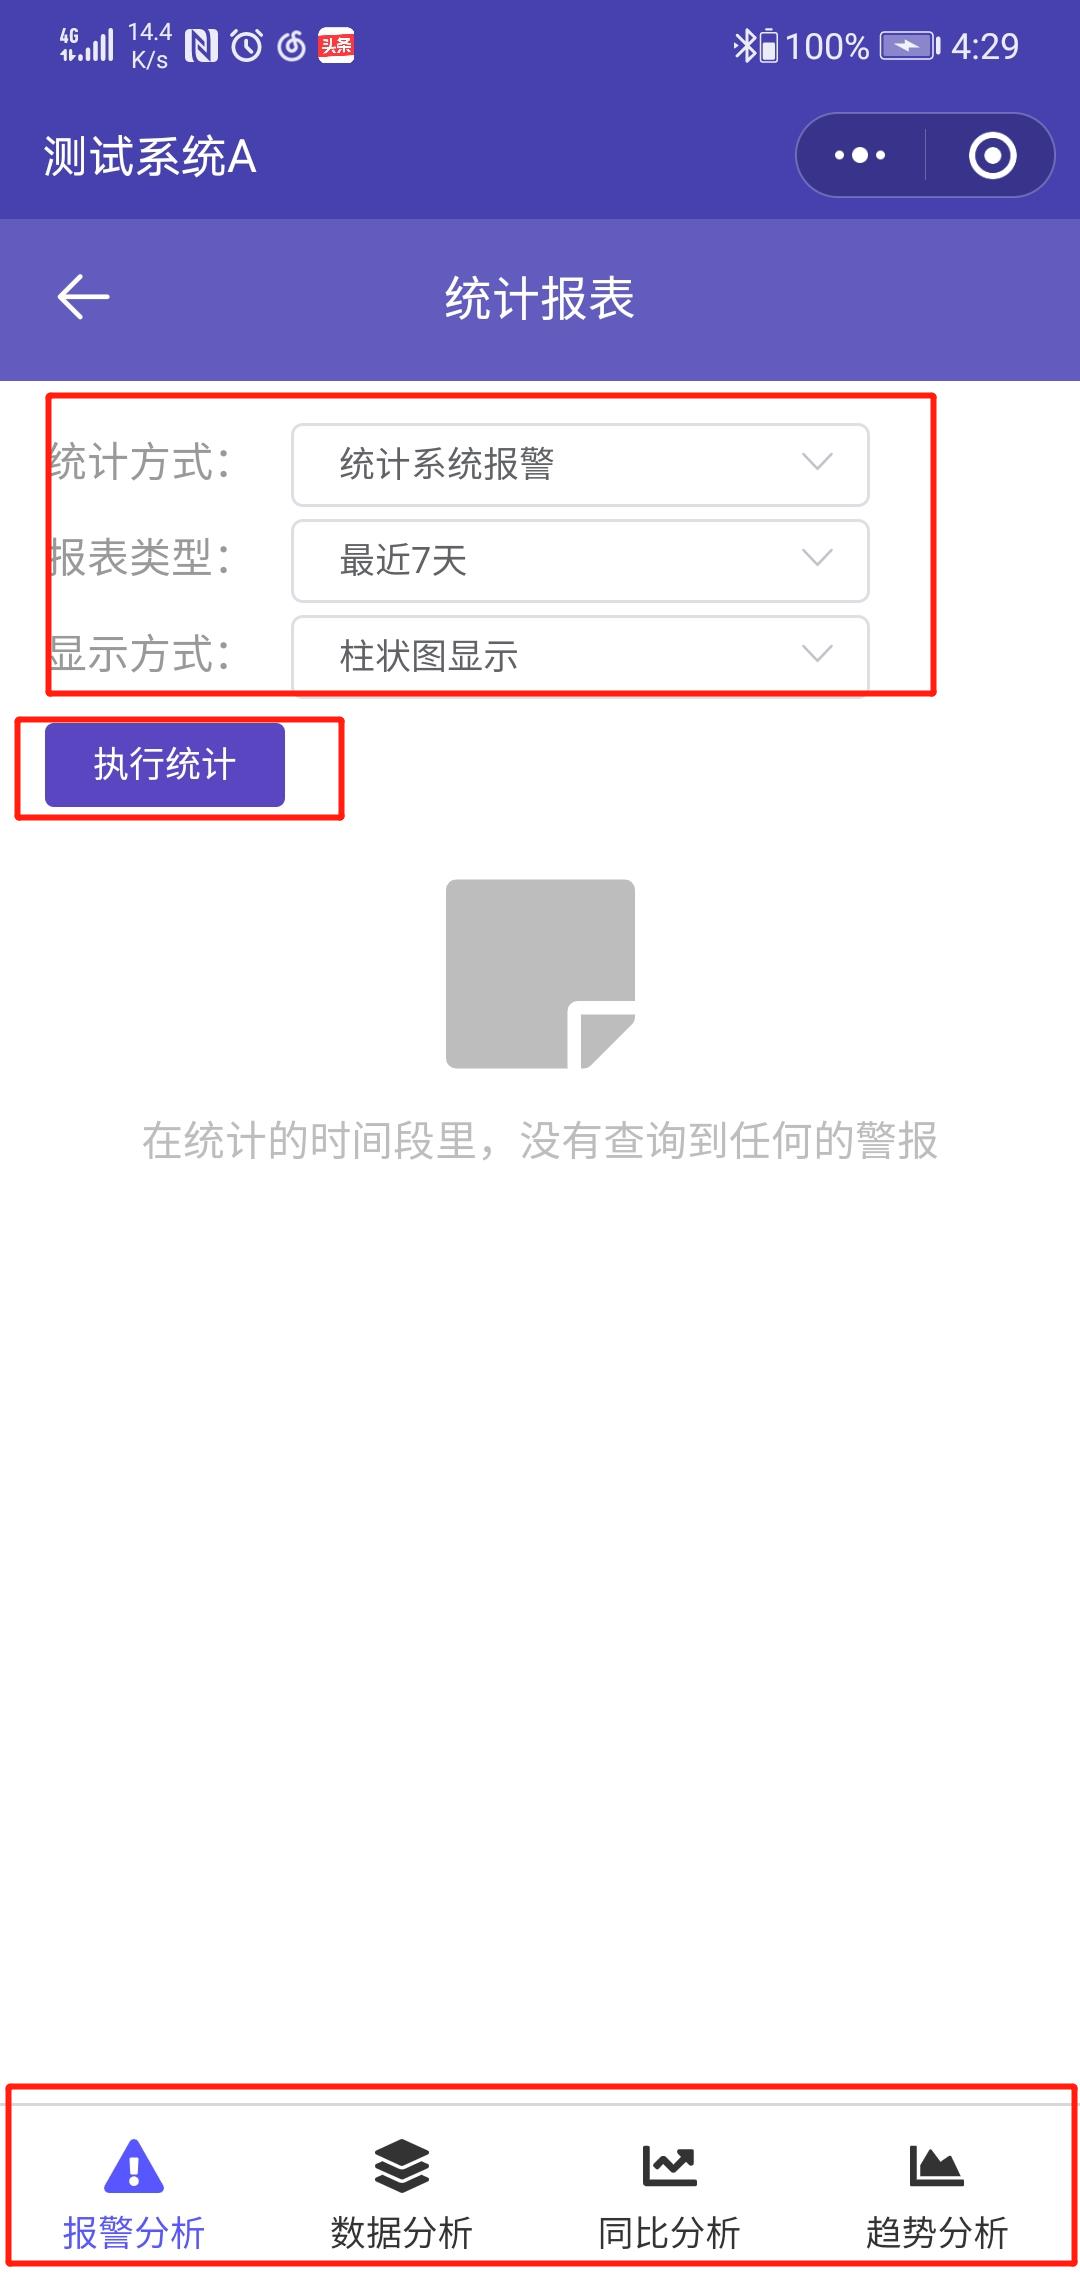 4G 14.4 K/s 头条 100% 4:29
测试系统A
统计报表
统计方式： 统计系统报警
报表类型： 最近7天
显示方式： 柱状图显示
执行统计
在统计的时间段里，没有查询到任何的警报
报警分析 数据分析 同比分析 趋势分析